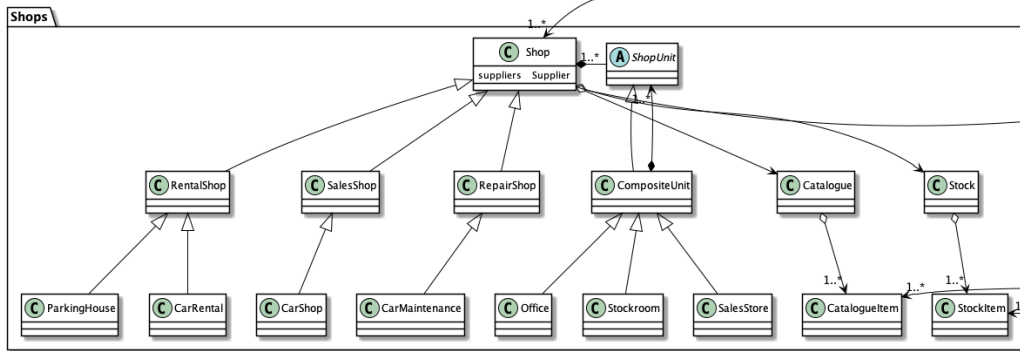 Shops
1..*
C Shop
suppliers Supplier
1..*
A ShopUnit
1..*
C RentalShop
C SalesShop
C RepairShop
C CompositeUnit
C Catalogue
C Stock
1..*
1..*
1..*
C ParkingHouse
C CarRental
C CarShop
C CarMaintenance
C Office
C Stockroom
C SalesStore
C CatalogueItem
C StockItem
1